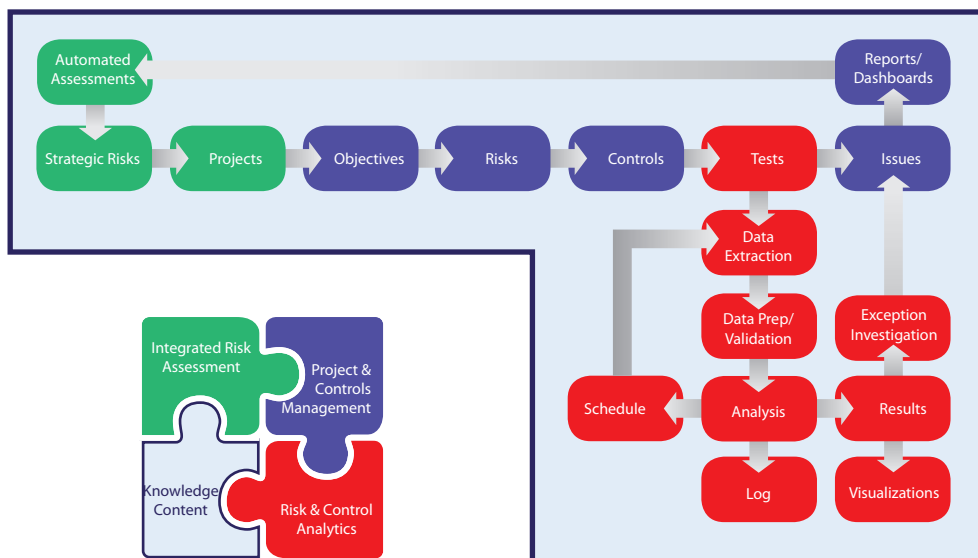 Automated
Assessments
Reports/
Dashboards
Strategic Risks
Projects
Objectives
Risks
Controls
Tests
Issues
Data
Extraction
Data Prep/
Validation
Exception
Investigation
Schedule
Analysis
Results
Log
Visualizations
Integrated Risk
Assessment
Project &
Controls
Management
Knowledge
Content
Risk & Control
Analytics